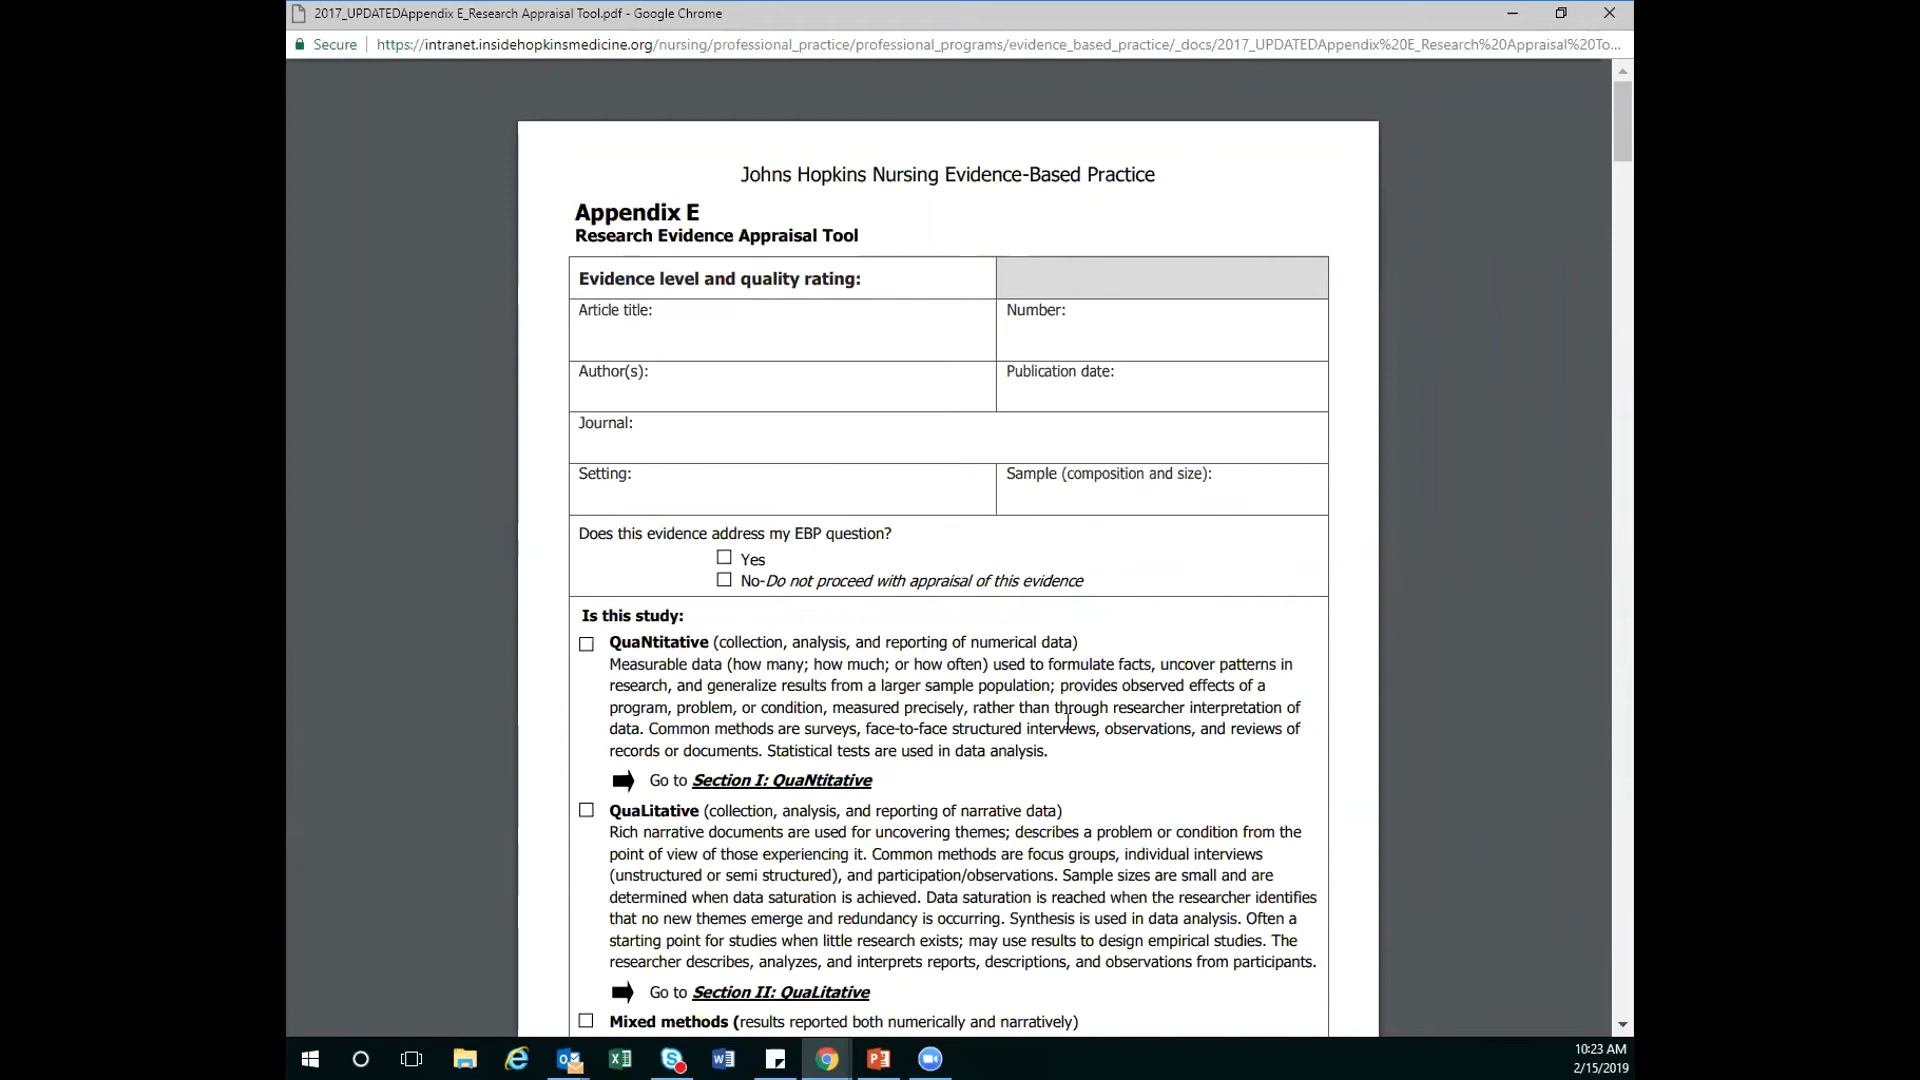 2017_UPDATEDAppendix E_Research Appraisal Tool.pdf - Google Chrome
Secure https://intranet.insidehopkinsmedicine.org/nursing/professional_practice/professional_programs/evidence_based_practice/_docs/2017_UPDATEDAppendix%20E_Research%20Appraisal%20To...
Johns Hopkins Nursing Evidence-Based Practice
Appendix E
Research Evidence Appraisal Tool
Evidence level and quality rating:
Article title: Number:
Author(s): Publication date:
Journal:
Setting: Sample (composition and size):
Does this evidence address my EBP question?
Yes
No-Do not proceed with appraisal of this evidence
Is this study:
QuaNtitative (collection, analysis, and reporting of numerical data)
Measurable data (how many; how much; or how often) used to formulate facts, uncover patterns in
research, and generalize results from a larger sample population; provides observed effects of a
program, problem, or condition, measured precisely, rather than through researcher interpretation of
data. Common methods are surveys, face-to-face structured interviews, observations, and reviews of
records or documents. Statistical tests are used in data analysis.
Go to Section I: QuaNtitative
QuaLitative (collection, analysis, and reporting of narrative data)
Rich narrative documents are used for uncovering themes; describes a problem or condition from the
point of view of those experiencing it. Common methods are focus groups, individual interviews
(unstructured or semi structured), and participation/observations. Sample sizes are small and are
determined when data saturation is achieved. Data saturation is reached when the researcher identifies
that no new themes emerge and redundancy is occurring. Synthesis is used in data analysis. Often a
starting point for studies when little research exists; may use results to design empirical studies. The
researcher describes, analyzes, and interprets reports, descriptions, and observations from participants.
Go to Section II: QuaLitative
Mixed methods (results reported both numerically and narratively)
10:23 AM
2/15/2019